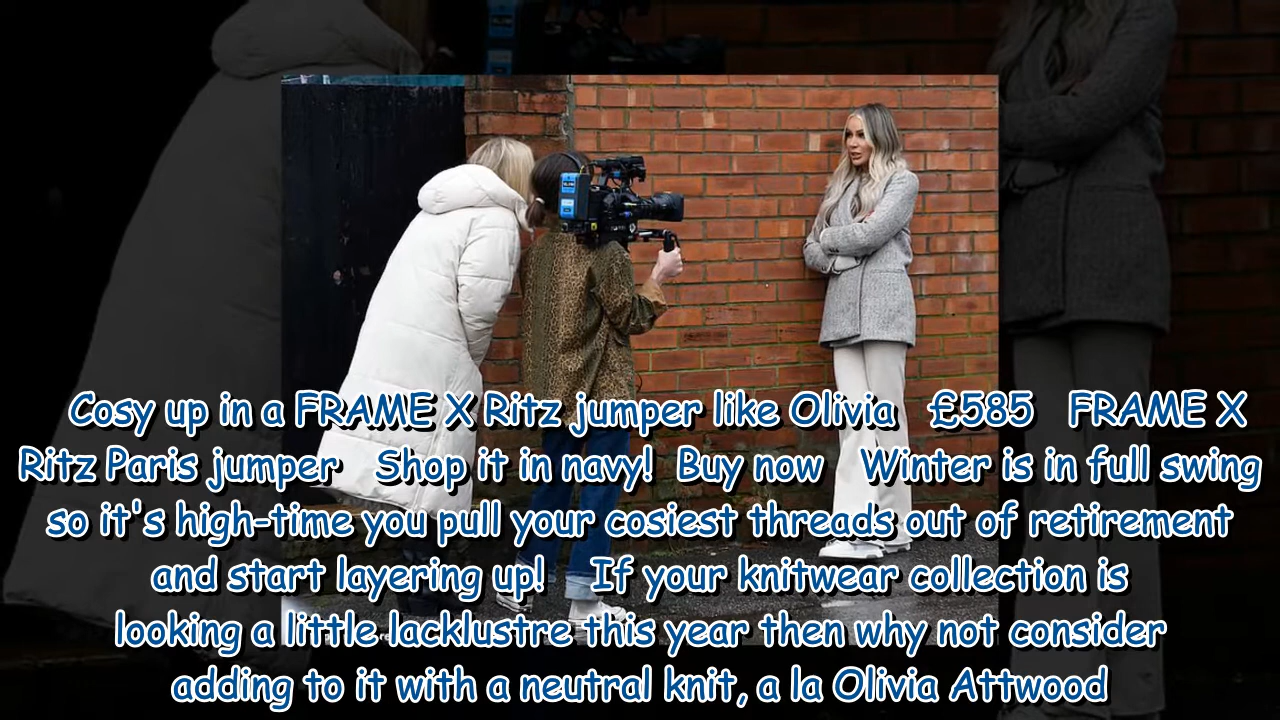 Cosy up in a FRAME X Ritz jumper like Olivia £585 FRAME X
Ritz Paris jumper Shop it in navy! Buy now Winter is in full swing
so it's high-time you pull your cosiest threads out of retirement
and start layering up! If your knitwear collection is
looking a little lacklustre this year then why not consider
adding to it with a neutral knit, a la Olivia Attwood